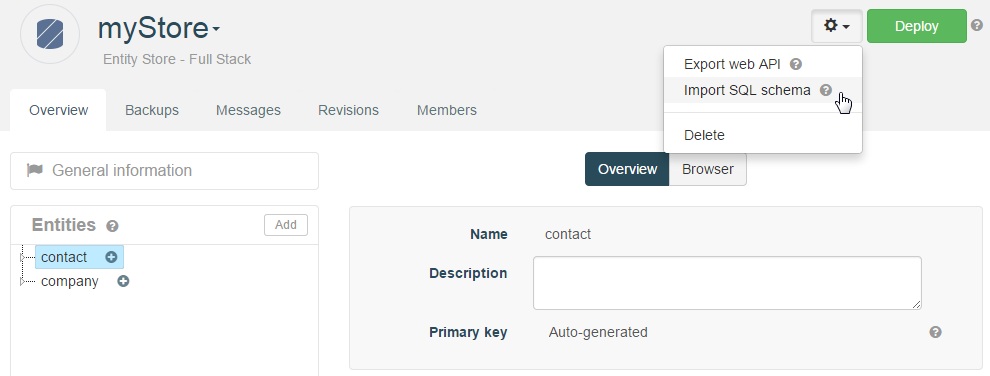 myStore
Entity Store - Full Stack
Deploy ?
Export web API ?
Import SQL schema ?
Delete
Overview Backups Messages Revisions Members
General information
Overview Browser
Entities ? Add
contact
company
Name contact
Description
Primary key Auto-generated ?